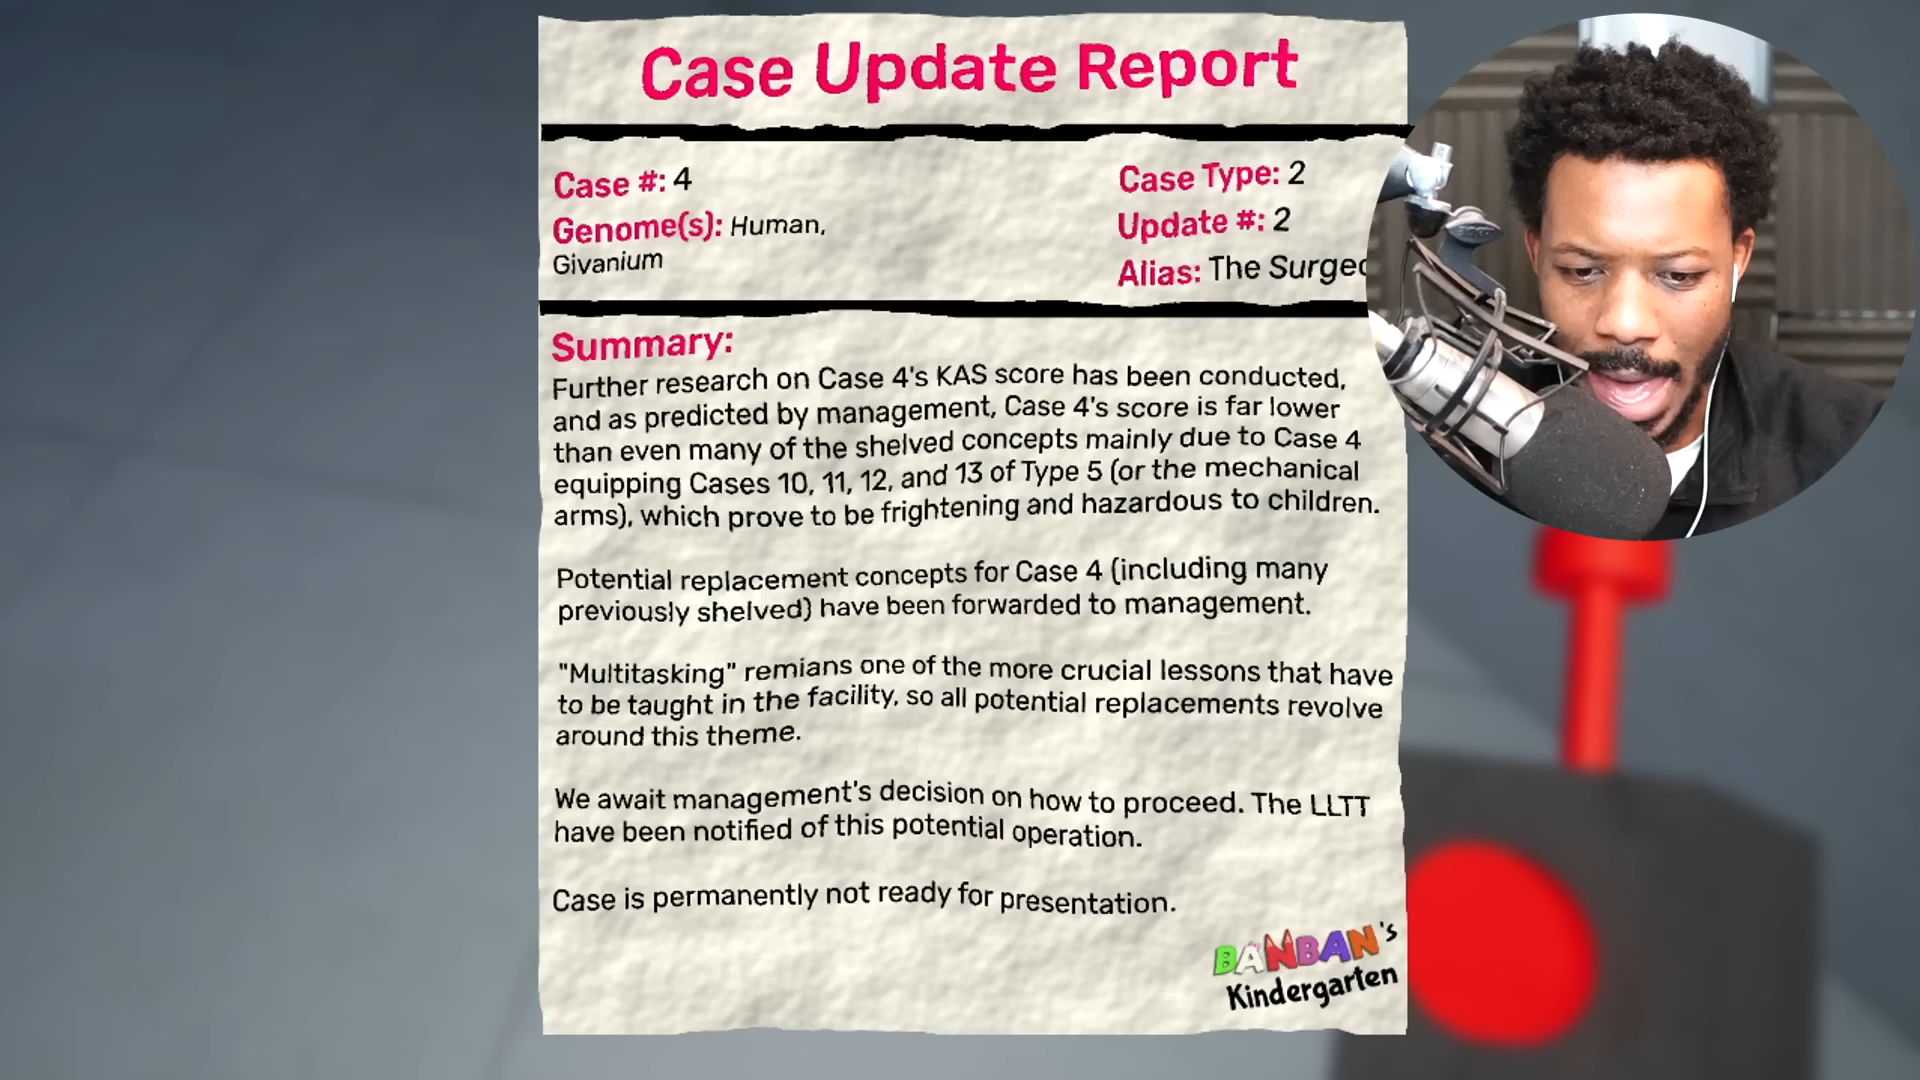 Case Update Report
Case #: 4
Genome(s): Human,
Givanium
Case Type: 2
Update #: 2
Alias: The
Summary:
Further research on Case 4's KAS score has been conducted,
and as predicted by management, Case 4's score is far lower
than even many of the shelved concepts mainly due to Case 4
equipping Cases 10, 11, 12, and 13 of Type 5 (or the mechanical
arms), which prove to be frightening and hazardous to children.
Potential replacement concepts for Case 4 (including many
previously shelved) have been forwarded to management.
"Multitasking" remians one of the more crucial lessons that have
to be taught in the facility, so all potential replacements revolve
around this theme.
We await management's decision on how to proceed. The LLTT
have been notified of this potential operation.
Case is permanently not ready for presentation.
BANBAN's
Kindergarten